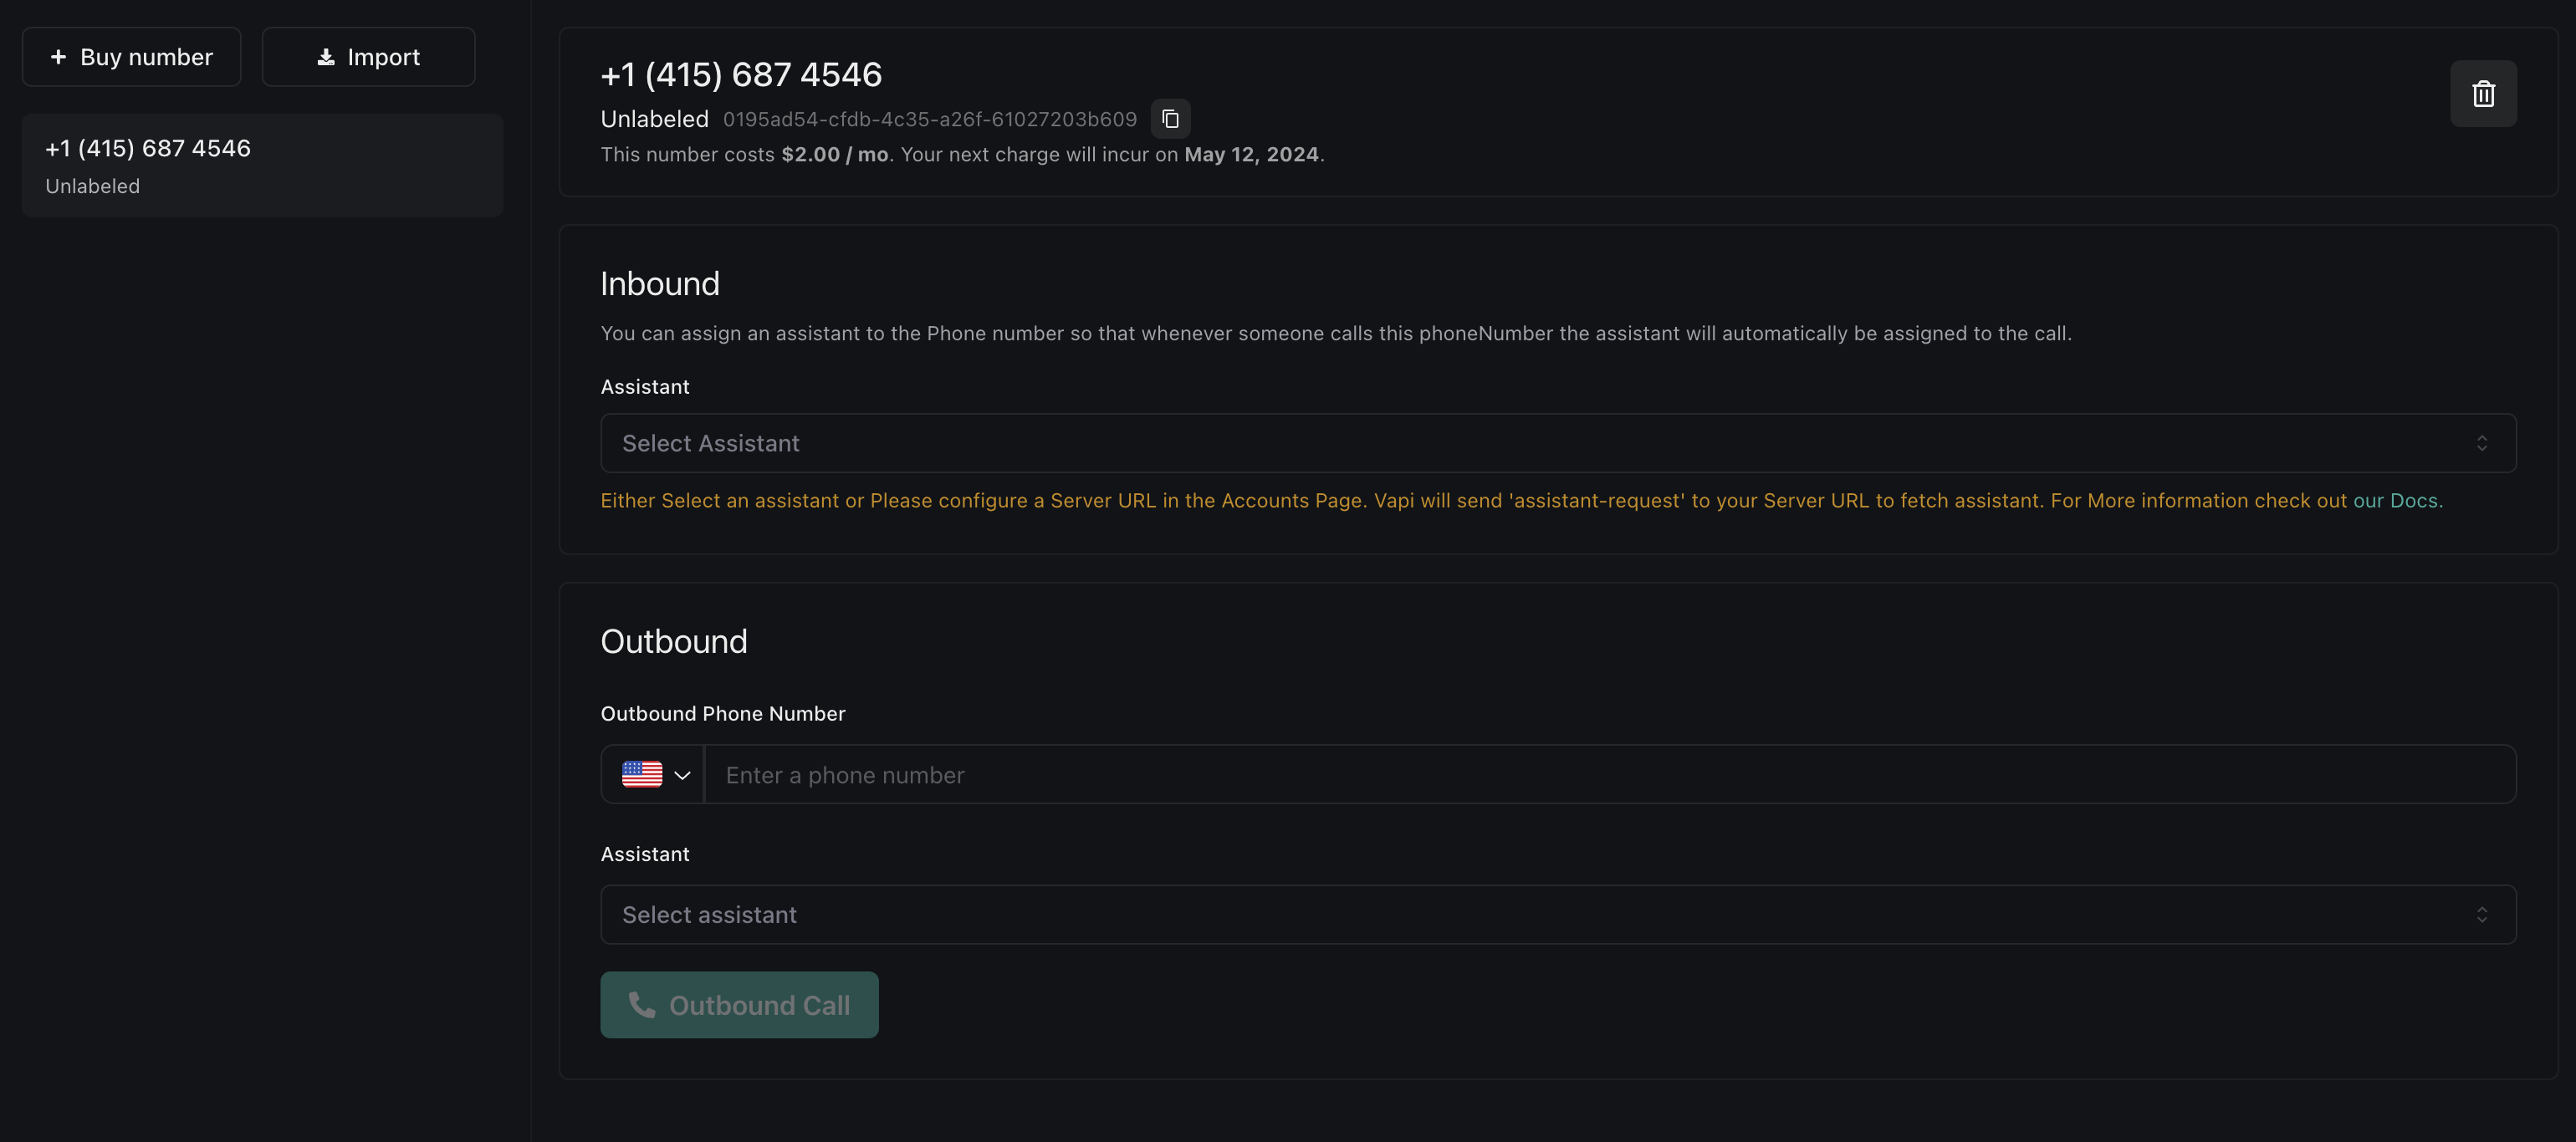 Buy number
Import
+1 (415) 687 4546
Unlabeled
+1 (415) 687 4546
Unlabeled 0195ad54-cfdb-4c35-a26f-61027203b609
This number costs $2.00 / mo. Your next charge will incur on May 12, 2024.
Inbound
You can assign an assistant to the Phone number so that whenever someone calls this phoneNumber the assistant will automatically be assigned to the call.
Assistant
Select Assistant
Either Select an assistant or Please configure a Server URL in the Accounts Page. Vapi will send 'assistant-request' to your Server URL to fetch assistant. For More information check out our Docs.
Outbound
Outbound Phone Number
Enter a phone number
Assistant
Select assistant
Outbound Call